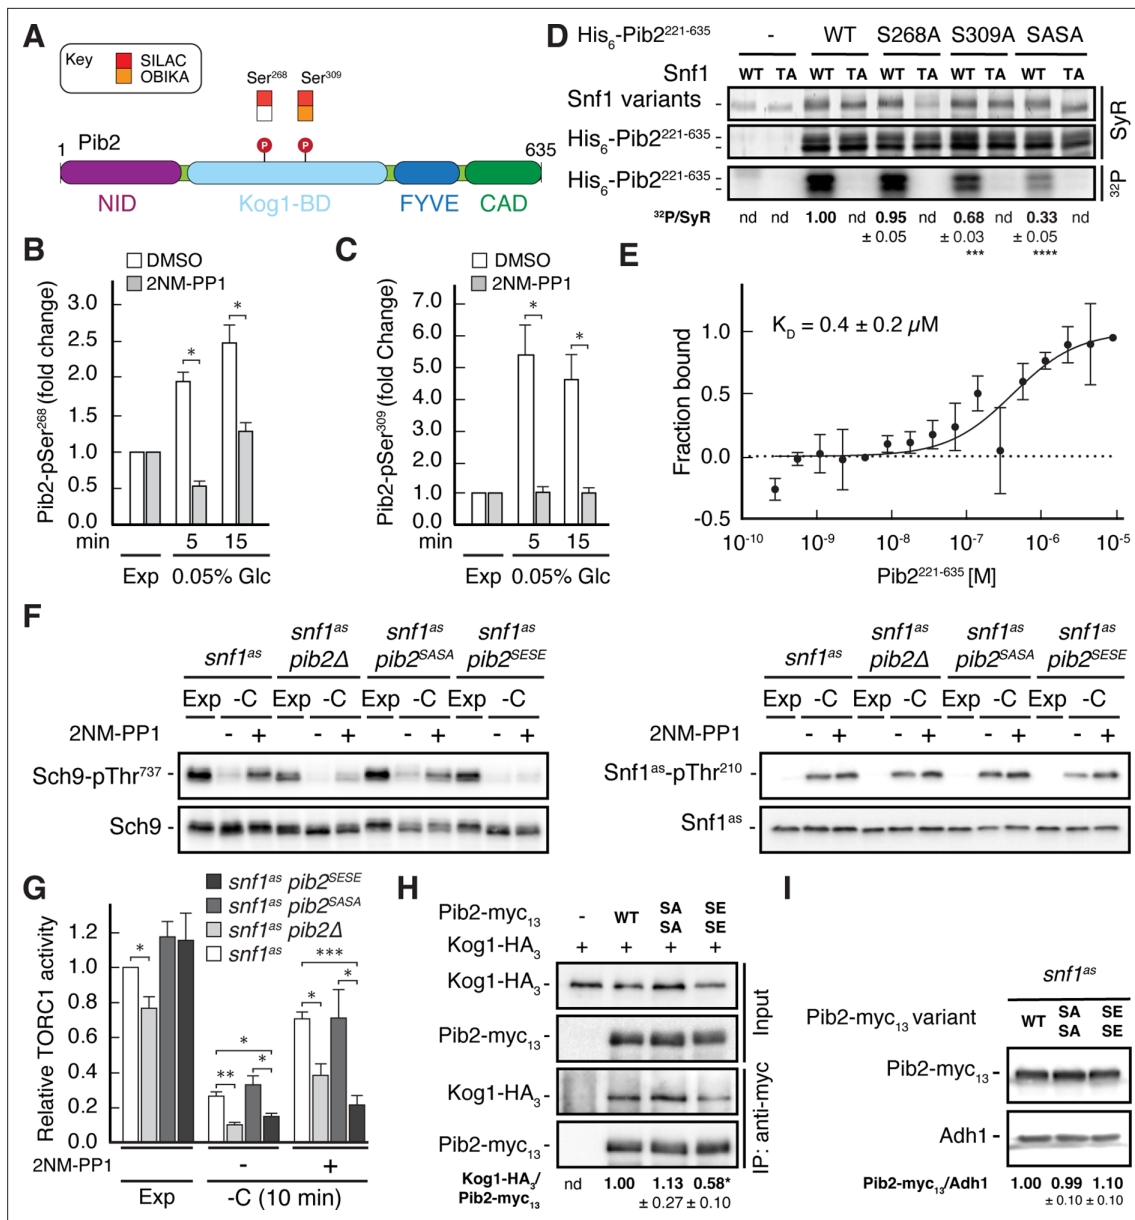 A
Key
SILAC
OBIKA
Ser268
Ser309
P
P
1
Pib2
635
NID
Kog1-BD
FYVE
CAD
B
DMSO
2NM-PP1
Pib2-pSer268 (fold change)
3.0
2.5
2.0
1.5
1.0
0.5
0.0
*
*
min
5
15
Exp
0.05% Glc
C
DMSO
2NM-PP1
Pib2-pSer309 (fold Change)
7.0
6.0
5.0
4.0
3.0
2.0
1.0
0.0
*
*
min
5
15
Exp
0.05% Glc
D
His6-Pib2221-635
- WT S268A S309A SASA
Snf1 WT TA WT TA WT TA WT TA WT TA
Snf1 variants -
His6-Pib2221-635 -
SyR
His6-Pib2221-635 -
32P
32P/SyR nd nd 1.00 nd 0.95 nd 0.68 nd 0.33 nd
± 0.05 ± 0.03 ± 0.05
*** ****
E
KD = 0.4 ± 0.2 µM
Fraction bound
1.0
0.5
0.0
-0.5
10-10 10-9 10-8 10-7 10-6 10-5
Pib2221-635 [M]
F
snf1as
snf1as pib2Δ
snf1as pib2SASA
snf1as pib2SESE
Exp -C Exp -C Exp -C Exp -C
2NM-PP1 - + - + - + - +
Sch9-pThr737 -
Sch9 -
snf1as
snf1as pib2Δ
snf1as pib2SASA
snf1as pib2SESE
Exp -C Exp -C Exp -C Exp -C
2NM-PP1 - + - + - + - +
Snf1as-pThr210 -
Snf1as -
G
snf1as pib2SESE
snf1as pib2SASA
snf1as pib2Δ
snf1as
Relative TORC1 activity
1.2
1.0
0.8
0.6
0.4
0.2
0.0
*
*
**
*
***
*
*
2NM-PP1 - +
Exp
-C (10 min)
H
Pib2-myc13 - WT SA SA SE SE
Kog1-HA3 + + + +
Kog1-HA3 -
Pib2-myc13 -
Input
Kog1-HA3 -
Pib2-myc13 -
IP: anti-myc
Kog1-HA3/ Pib2-myc13
nd 1.00 1.13 0.58*
± 0.27 ± 0.10
I
snf1as
Pib2-myc13 variant WT SA SA SE SE
Pib2-myc13 -
Adh1 -
Pib2-myc13/Adh1 1.00 0.99 1.10
± 0.10 ± 0.10